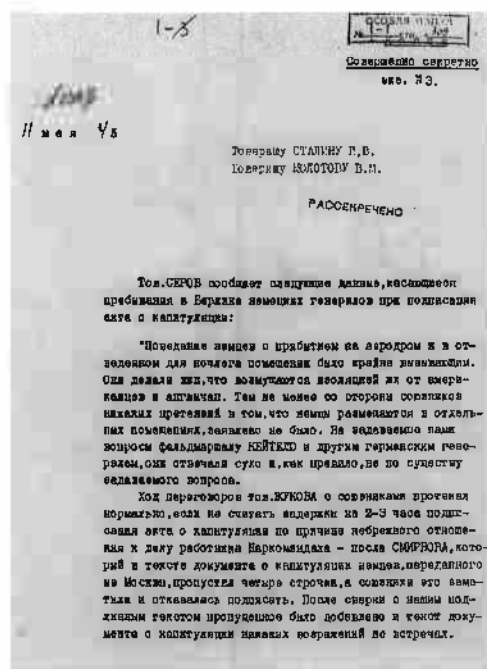 1-5
ОСОБАЯ ПАПКА
Совершенно секретно
экз. №3.
11 мая 45
Товарищу СТАЛИНУ И.В.
Товарищу МОЛОТОВУ В.М.
РАССЕКРЕЧЕНО
Тов.СЕРОВ сообщает следующие данные,касающиеся
пребывания в Берлине немецких генералов при подписании
акта о капитуляции:
"Поведение немцев с прибытием на аэродром и в от-
веденном для ночлега помещении было крайне вызывающим.
Они делали вид,что возмущаются изоляцией их от амери-
канцев и англичан. Тем не менее со стороны союзников
никаких претензий в том,что немцы размещаются в отдель-
ных помещениях,заявлено не было. На задаваемые нами
вопросы фельдмаршалу КЕЙТЕЛЮ и другим германским гене-
ралам,они отвечали сухо и,как правило,не по существу
задаваемого вопроса.
Ход переговоров тов.ЖУКОВА с союзниками протекал
нормально,если не считать задержки на 2-3 часа подпи-
сания акта о капитуляции по причине небрежного отноше-
ния к делу работника Наркоминдела - посла СМИРНОВА,кото-
рый в тексте документа о капитуляции немцев,переданного
из Москвы,пропустил четыре строчки,а союзники это заме-
тили и отказались подписать. После сверки с нашим под-
линным текстом пропущенное было добавлено и текст доку-
мента о капитуляции никаких возражений не встречал.